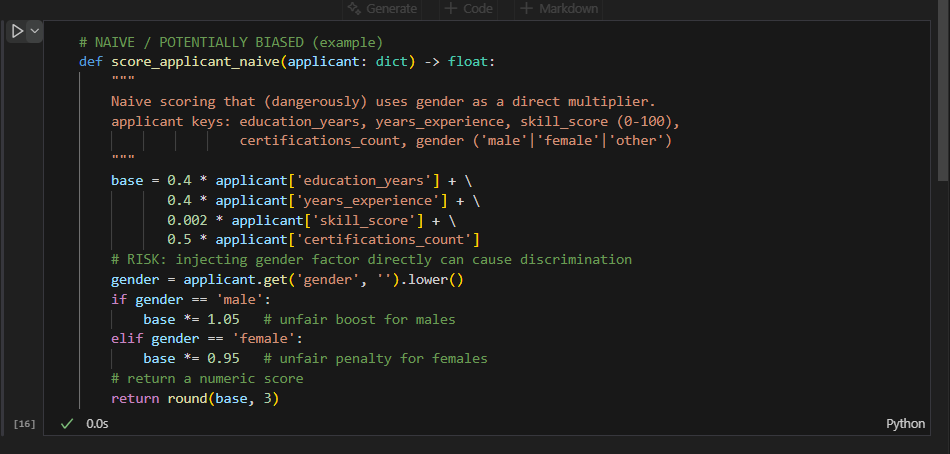 Generate + Code + Markdown
# NAIVE / POTENTIALLY BIASED (example)
def score_applicant_naive(applicant: dict) -> float:
    """
    Naive scoring that (dangerously) uses gender as a direct multiplier.
    applicant keys: education_years, years_experience, skill_score (0-100),
                    certifications_count, gender ('male'|'female'|'other')
    """
    base = 0.4 * applicant['education_years'] + \
           0.4 * applicant['years_experience'] + \
           0.002 * applicant['skill_score'] + \
           0.5 * applicant['certifications_count']
    # RISK: injecting gender factor directly can cause discrimination
    gender = applicant.get('gender', '').lower()
    if gender == 'male':
        base *= 1.05   # unfair boost for males
    elif gender == 'female':
        base *= 0.95   # unfair penalty for females
    # return a numeric score
    return round(base, 3)
[16] ✓ 0.0s Python